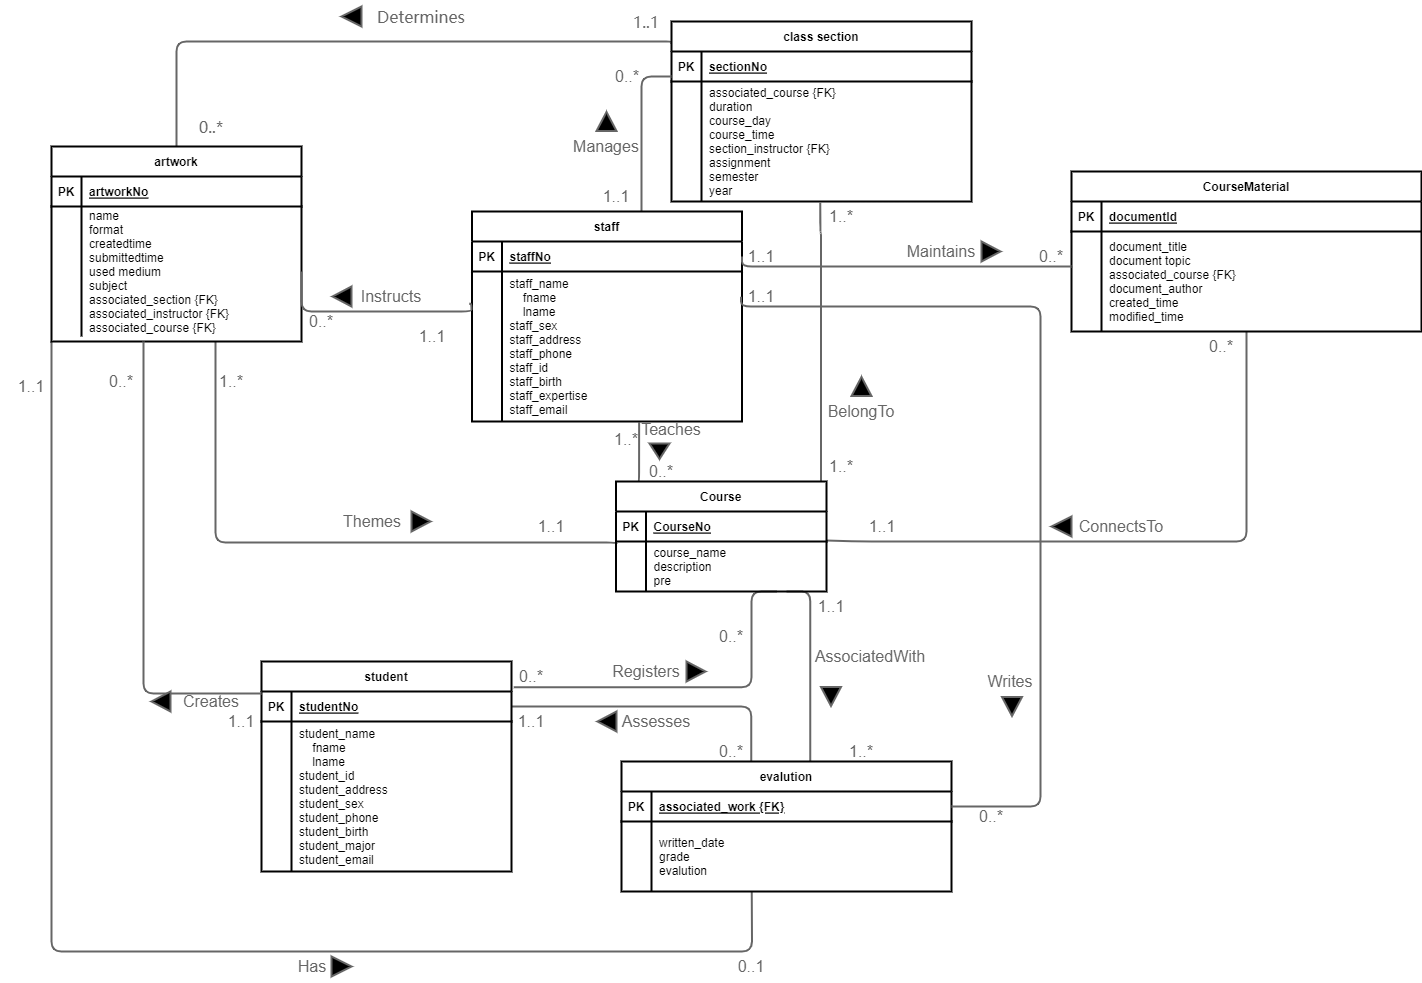 Determines
1..1
0..*
class section
PK sectionNo
associated_course {FK}
duration
course_day
course_time
section_instructor {FK}
assignment
semester
year
0..*
Manages
1..1
artwork
PK artworkNo
name
format
createdtime
submittedtime
used medium
subject
associated_section {FK}
associated_instructor {FK}
associated_course {FK}
Instructs
0..*
1..1
staff
PK staffNo
staff_name
fname
lname
staff_sex
staff_address
staff_phone
staff_id
staff_birth
staff_expertise
staff_email
1..1
Maintains
0..*
1..1
CourseMaterial
PK documentId
document_title
document topic
associated_course {FK}
document_author
created_time
modified_time
0..*
1..*
BelongTo
1..*
1..1
0..*
1..*
Teaches
1..*
0..*
Themes
1..1
Course
PK CourseNo
course_name
description
pre
1..1
ConnectsTo
0..*
1..1
AssociatedWith
1..*
Writes
0..*
Registers
0..*
student
PK studentNo
student_name
fname
lname
student_id
student_address
student_sex
student_phone
student_birth
student_major
student_email
Creates
1..1
1..1
Assesses
0..*
evalution
PK associated_work {FK}
written_date
grade
evalution
0..*
Has
0..1